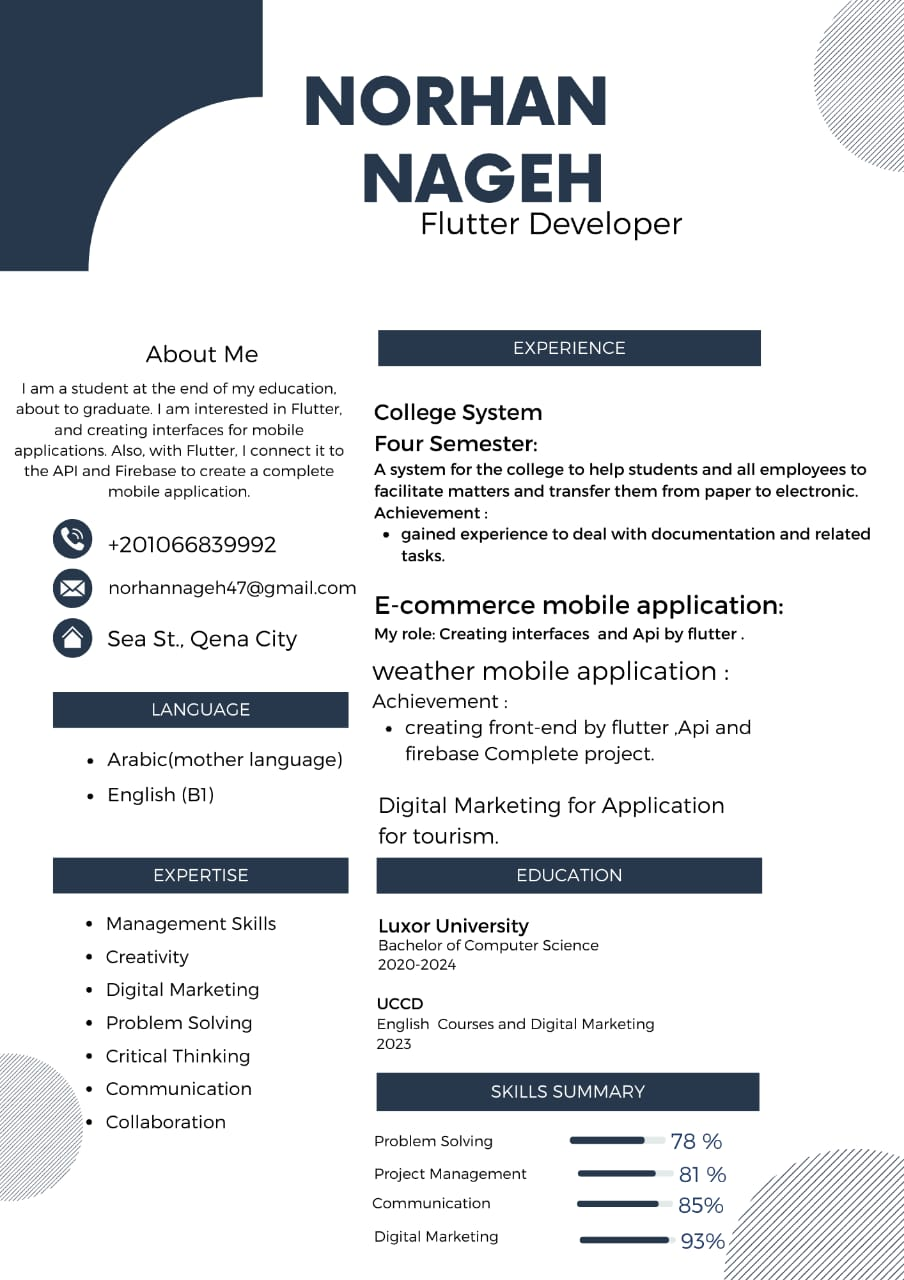 NORHAN
NAGEH
Flutter Developer
About Me
I am a student at the end of my education,
about to graduate. I am interested in Flutter,
and creating interfaces for mobile
applications. Also, with Flutter, I connect it to
the API and Firebase to create a complete
mobile application.
+201066839992
norhannageh47@gmail.com
Sea St., Qena City
LANGUAGE
Arabic(mother language)
English (B1)
EXPERTISE
Management Skills
Creativity
Digital Marketing
Problem Solving
Critical Thinking
Communication
Collaboration
EXPERIENCE
College System
Four Semester:
A system for the college to help students and all employees to
facilitate matters and transfer them from paper to electronic.
Achievement :
gained experience to deal with documentation and related
tasks.
E-commerce mobile application:
My role: Creating interfaces  and Api by flutter .
weather mobile application :
Achievement :
creating front-end by flutter ,Api and
firebase Complete project.
Digital Marketing for Application
for tourism.
EDUCATION
Luxor University
Bachelor of Computer Science
2020-2024
UCCD
English  Courses and Digital Marketing
2023
SKILLS SUMMARY
Problem Solving 78 %
Project Management 81 %
Communication 85%
Digital Marketing 93%